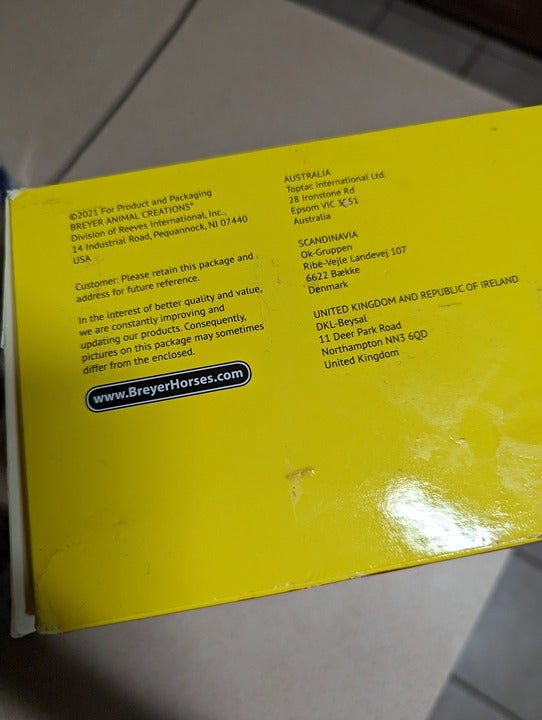 ©2021 For Product and Packaging
BREYER ANIMAL CREATIONS®
Division of Reeves International, Inc.,
14 Industrial Road, Pequannock, NJ 07440
USA
Customer: Please retain this package and
address for future reference.
In the interest of better quality and value,
we are constantly improving and
updating our products. Consequently,
pictures on this package may sometimes
differ from the enclosed.
www.BreyerHorses.com
AUSTRALIA
Toptac International Ltd.
28 Ironstone Rd
Epsom VIC
Australia
SCANDINAVIA
Ok-Gruppen
Ribe-Vejle Landevej 107
6622 Bække
Denmark
UNITED KINGDOM AND REPUBLIC OF IRELAND
DKL-Beysal
11 Deer Park Road
Northampton NN3 6QD
United Kingdom